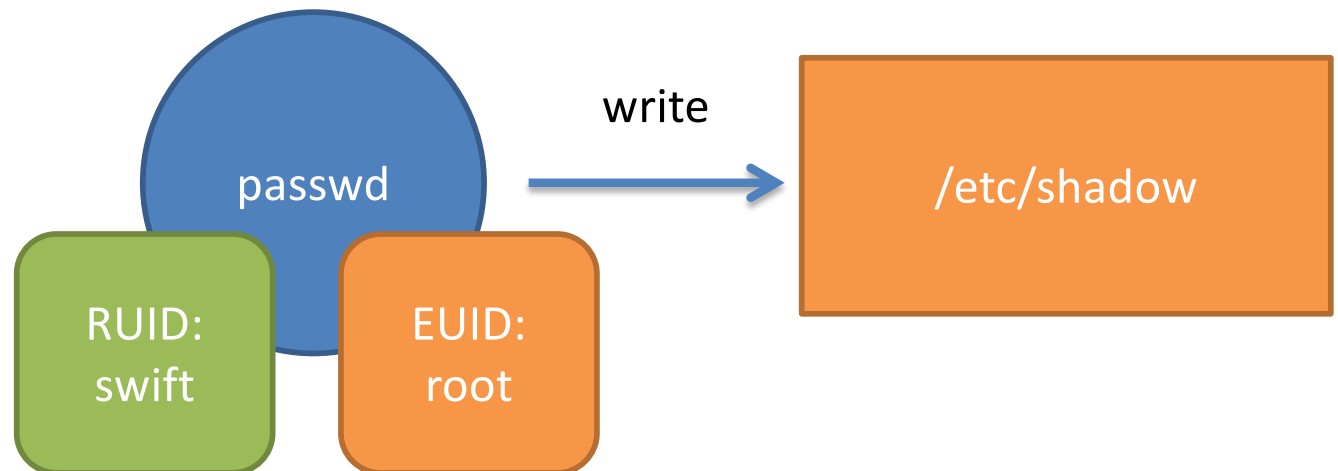 passwd
write
/etc/shadow
RUID:
swift
EUID:
root